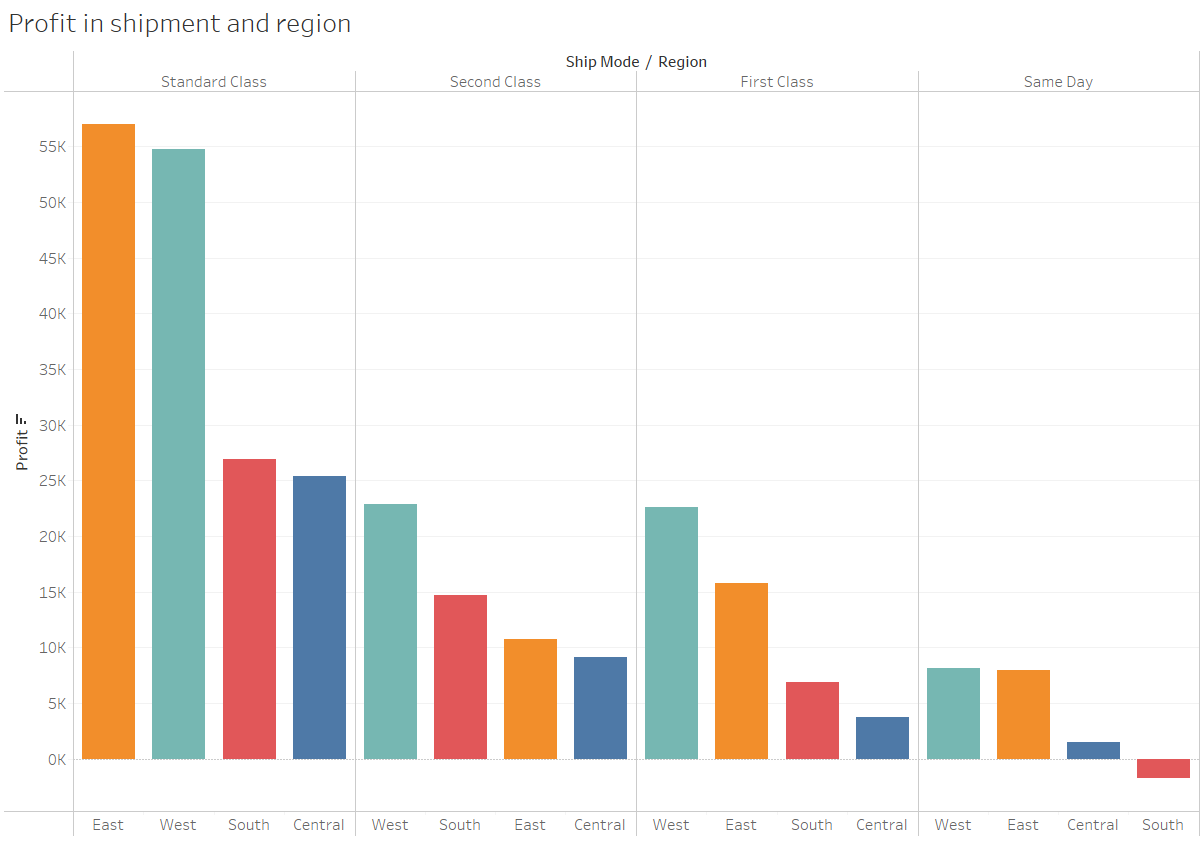 Profit in shipment and region
Ship Mode / Region
Standard Class Second Class First Class Same Day
55K
50K
45K
40K
35K
30K
25K
20K
15K
10K
5K
0K
Profit
East West South Central West South East Central West East South Central West East Central South